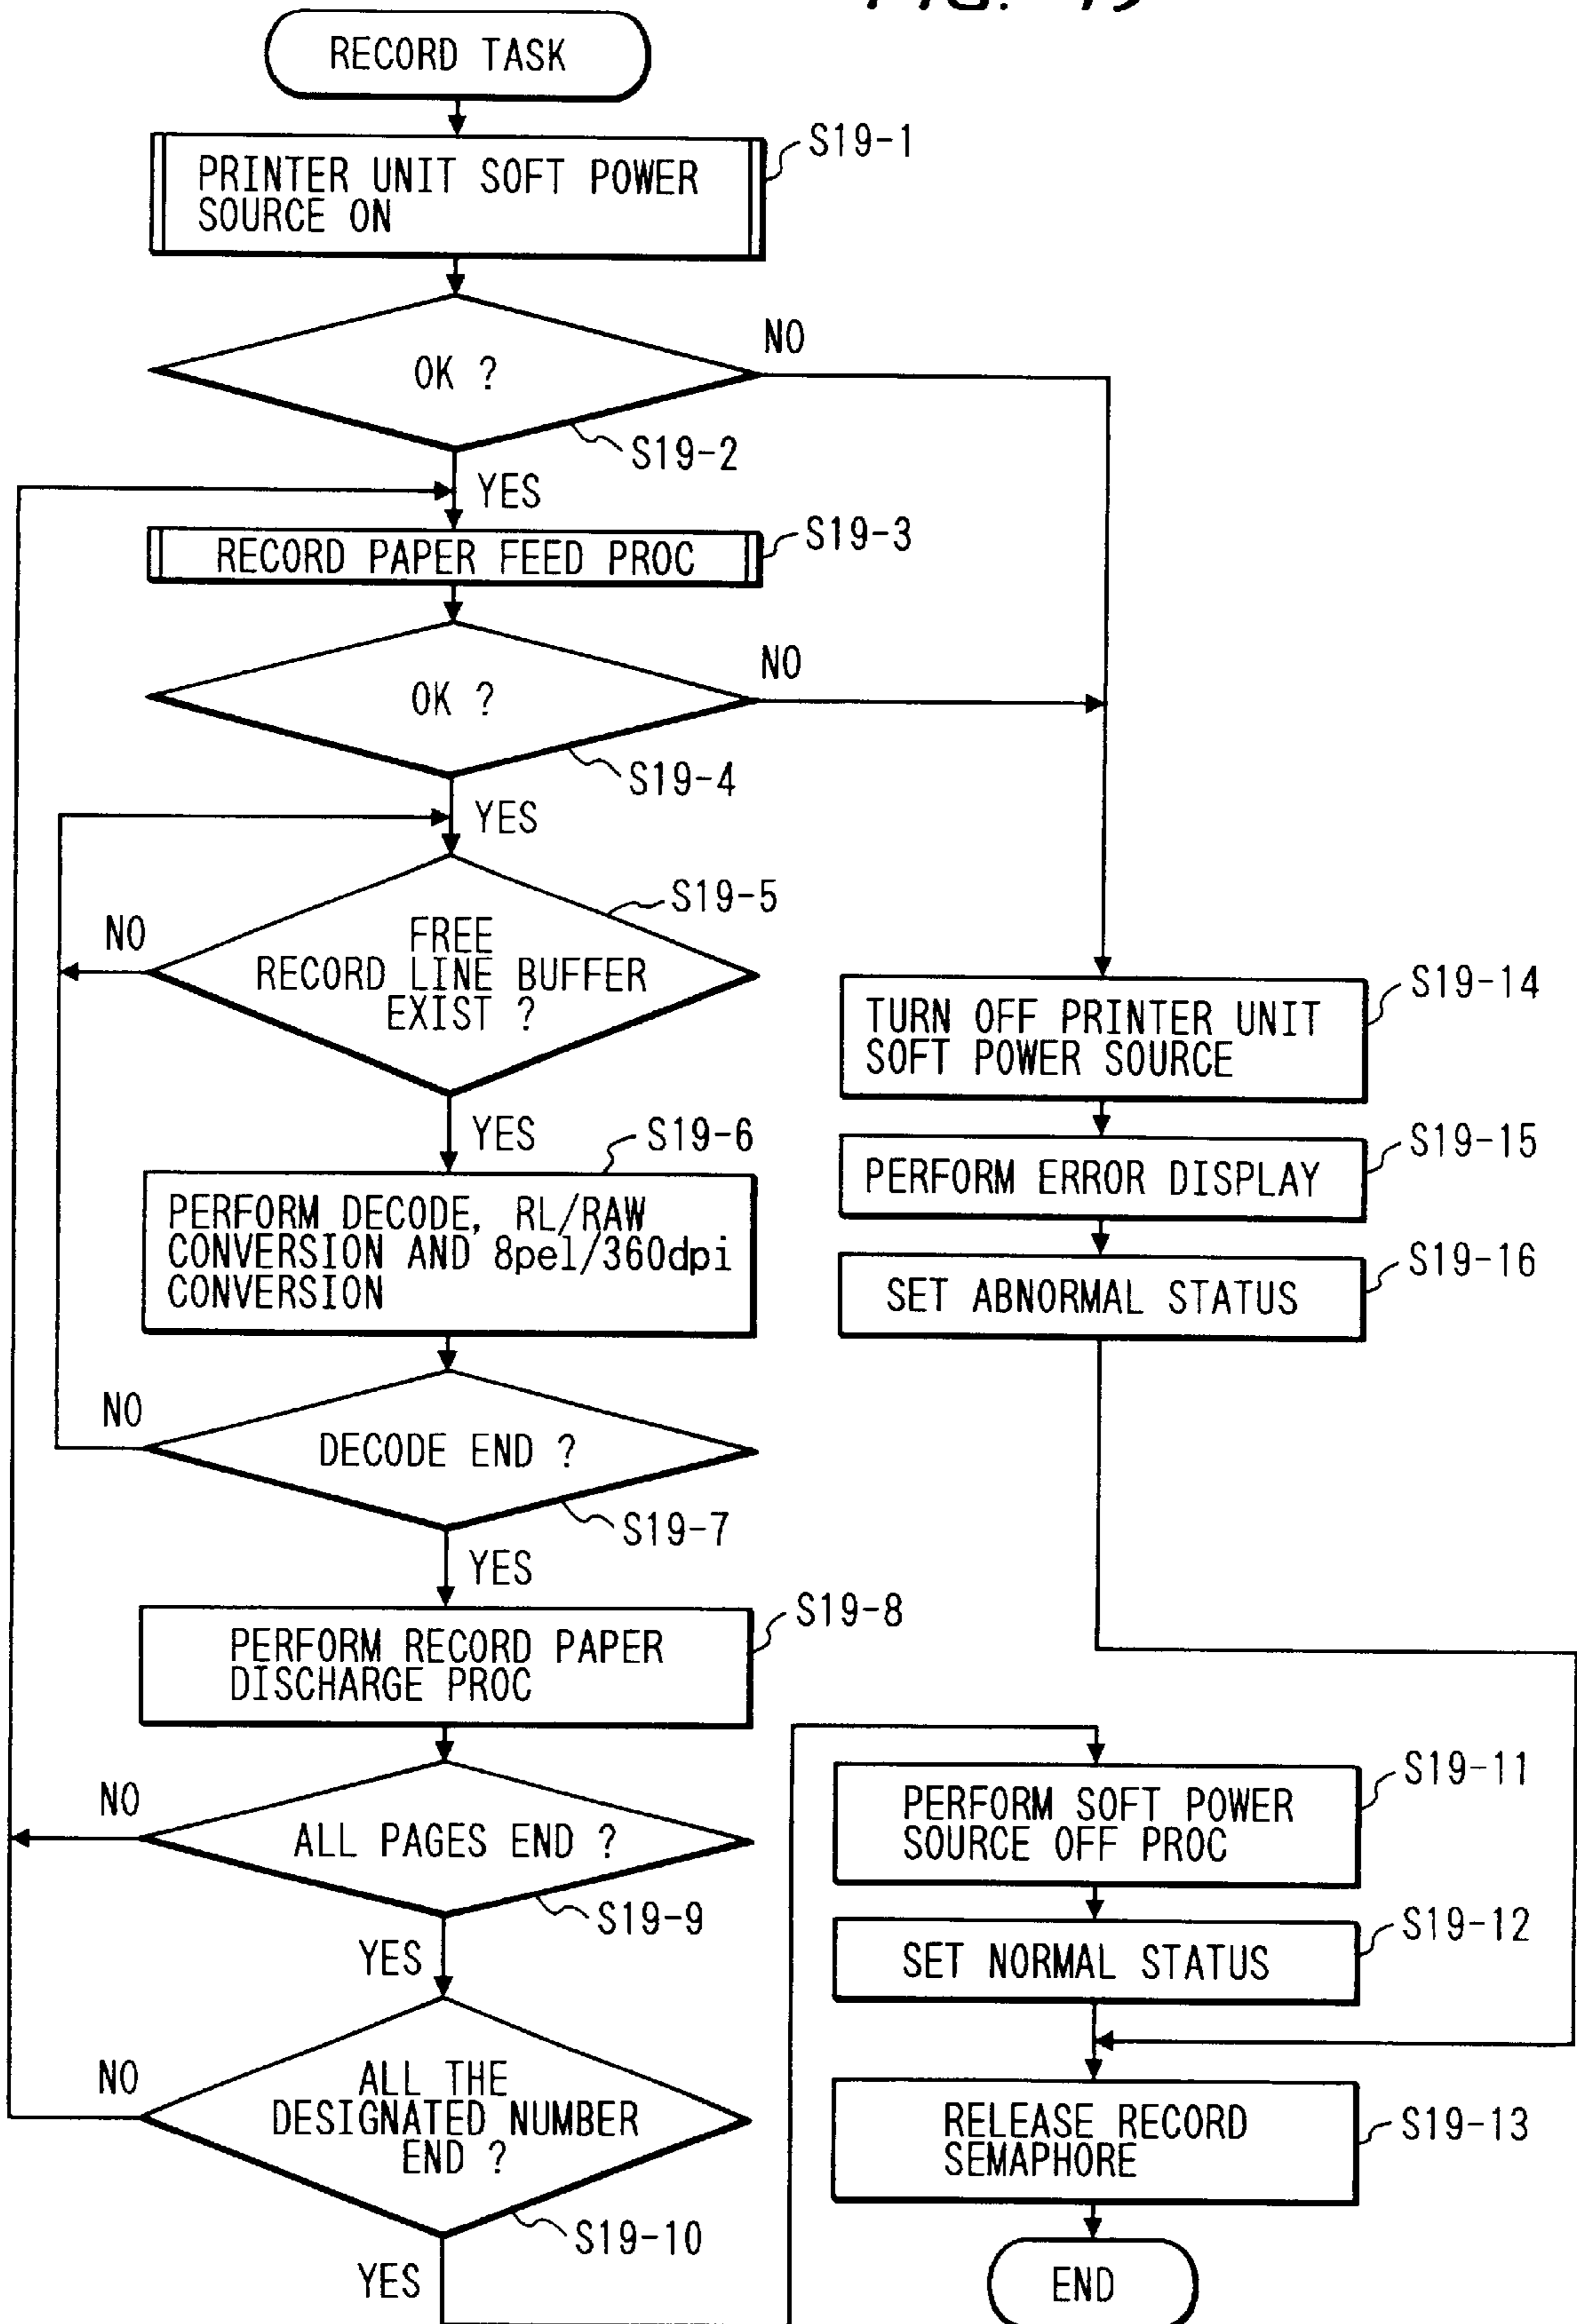 FIG. 19
RECORD TASK
S19-1
PRINTER UNIT SOFT POWER
SOURCE ON
OK ?
NO
S19-2
YES
S19-3
RECORD PAPER FEED PROC
OK ?
NO
S19-4
YES
S19-5
NO
FREE
RECORD LINE BUFFER
EXIST ?
YES
S19-6
PERFORM DECODE, RL/RAW
CONVERSION AND 8pel/360dpi
CONVERSION
NO
DECODE END ?
S19-7
YES
S19-8
PERFORM RECORD PAPER
DISCHARGE PROC
NO
ALL PAGES END ?
S19-9
YES
NO
ALL THE
DESIGNATED NUMBER
END ?
S19-10
YES
S19-14
TURN OFF PRINTER UNIT
SOFT POWER SOURCE
S19-15
PERFORM ERROR DISPLAY
S19-16
SET ABNORMAL STATUS
S19-11
PERFORM SOFT POWER
SOURCE OFF PROC
S19-12
SET NORMAL STATUS
S19-13
RELEASE RECORD
SEMAPHORE
END